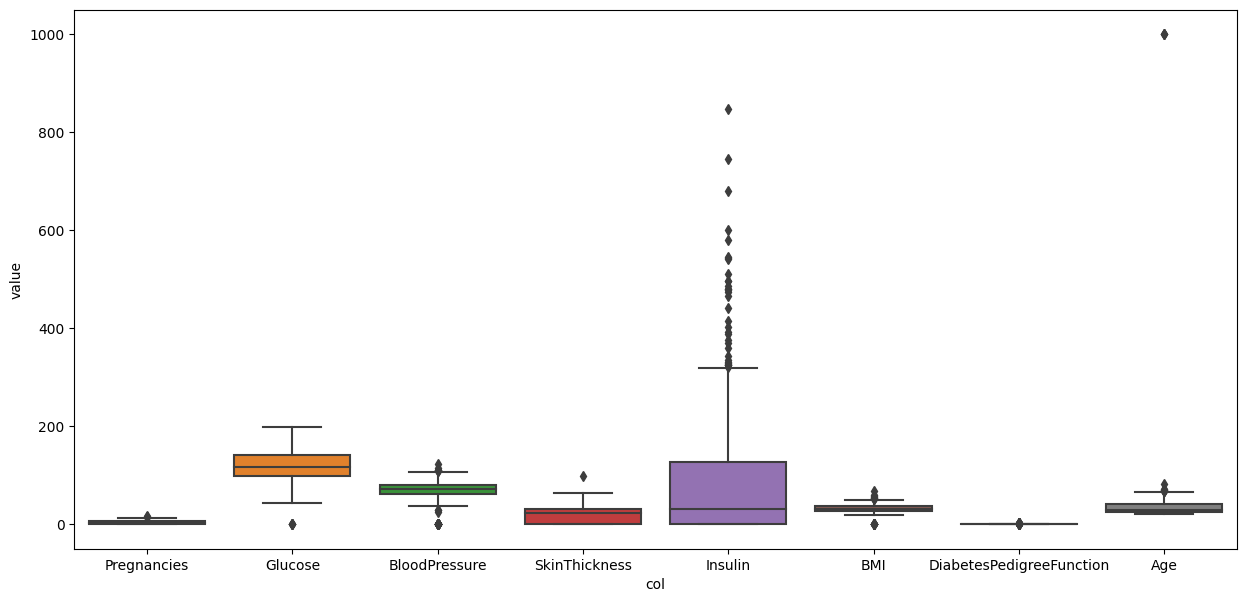 1000
800
600
400
200
0
value
Pregnancies Glucose BloodPressure SkinThickness Insulin BMI DiabetesPedigreeFunction Age
col